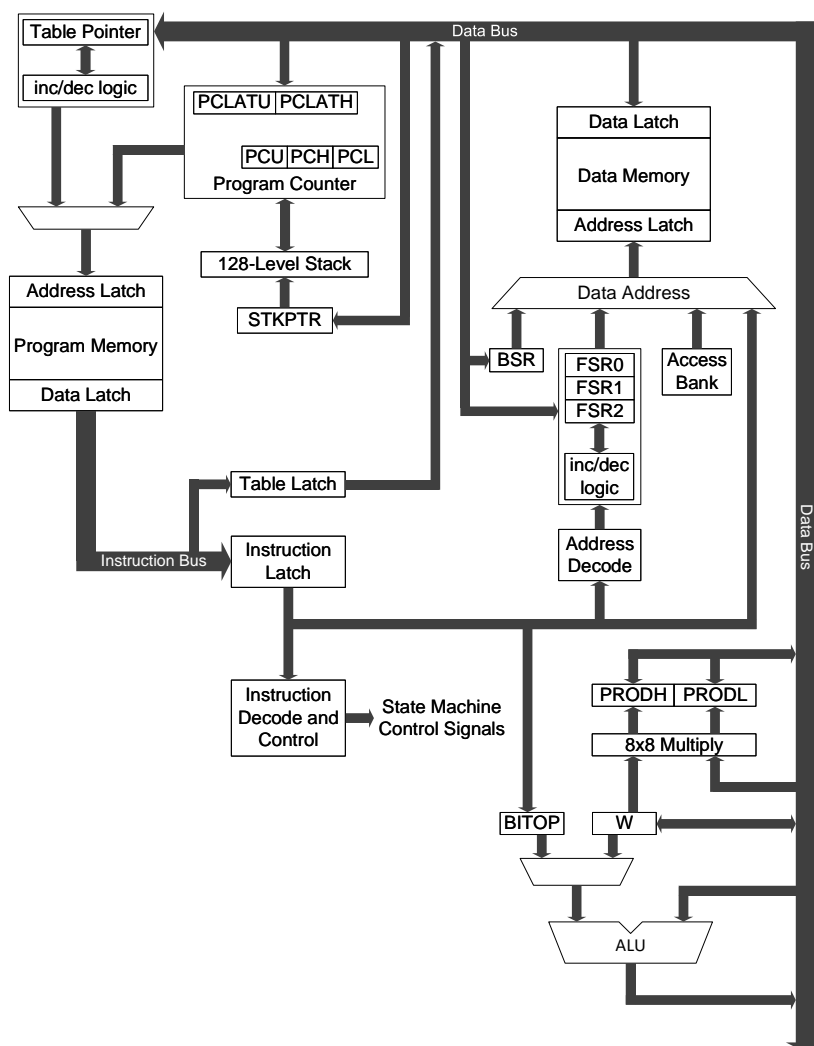 Data Bus
Table Pointer
inc/dec logic
PCLATU PCLATH
PCU PCH PCL
Program Counter
128-Level Stack
STKPTR
Data Latch
Data Memory
Address Latch
Data Address
Address Latch
Program Memory
Data Latch
BSR
FSR0
FSR1
FSR2
inc/dec
logic
Access
Bank
Table Latch
Instruction Bus
Instruction
Latch
Address
Decode
Data Bus
Instruction
Decode and
Control
State Machine
Control Signals
PRODH PRODL
8x8 Multiply
BITOP
W
ALU